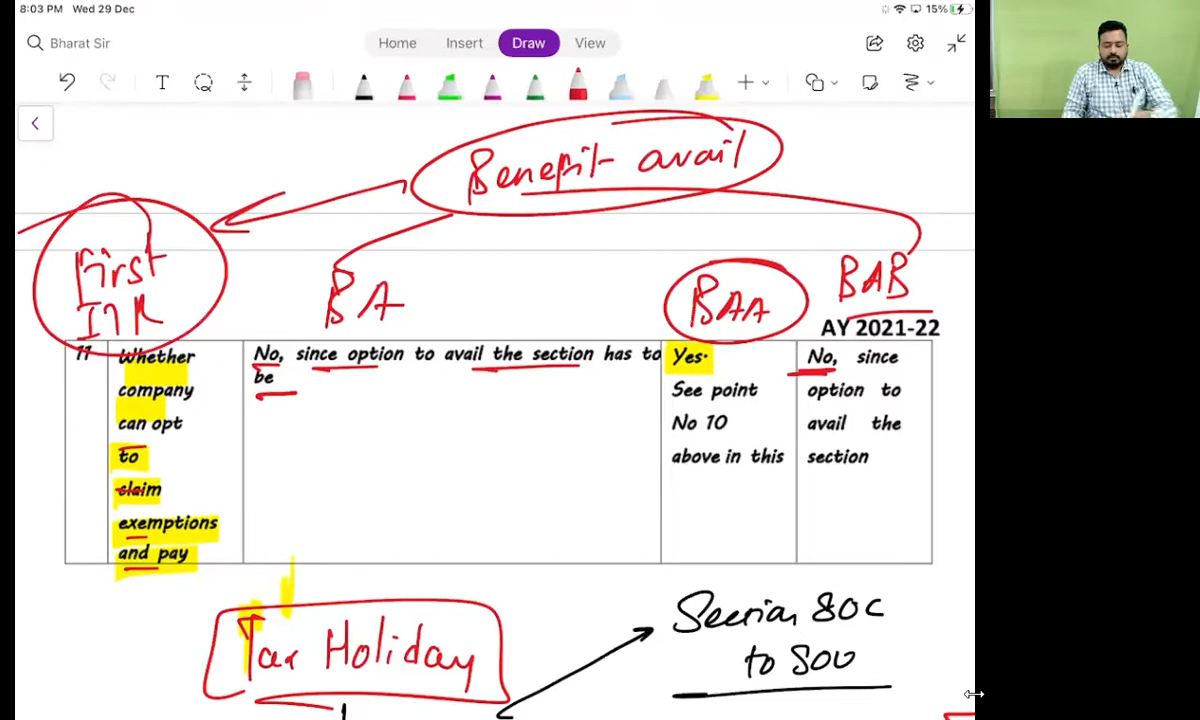 8:03 PM Wed 29 Dec
15%
Bharat Sir
Home Insert Draw View
T
Benefit avail
First
ITR
BA
BAA
BAB
AY 2021-22
11
Whether
company
can opt
to
claim
exemptions
and pay
No, since option to avail the section has to
be
Yes.
See point
No 10
above in this
No, since
option to
avail the
section
Tax Holiday
Section 80C
to 80U